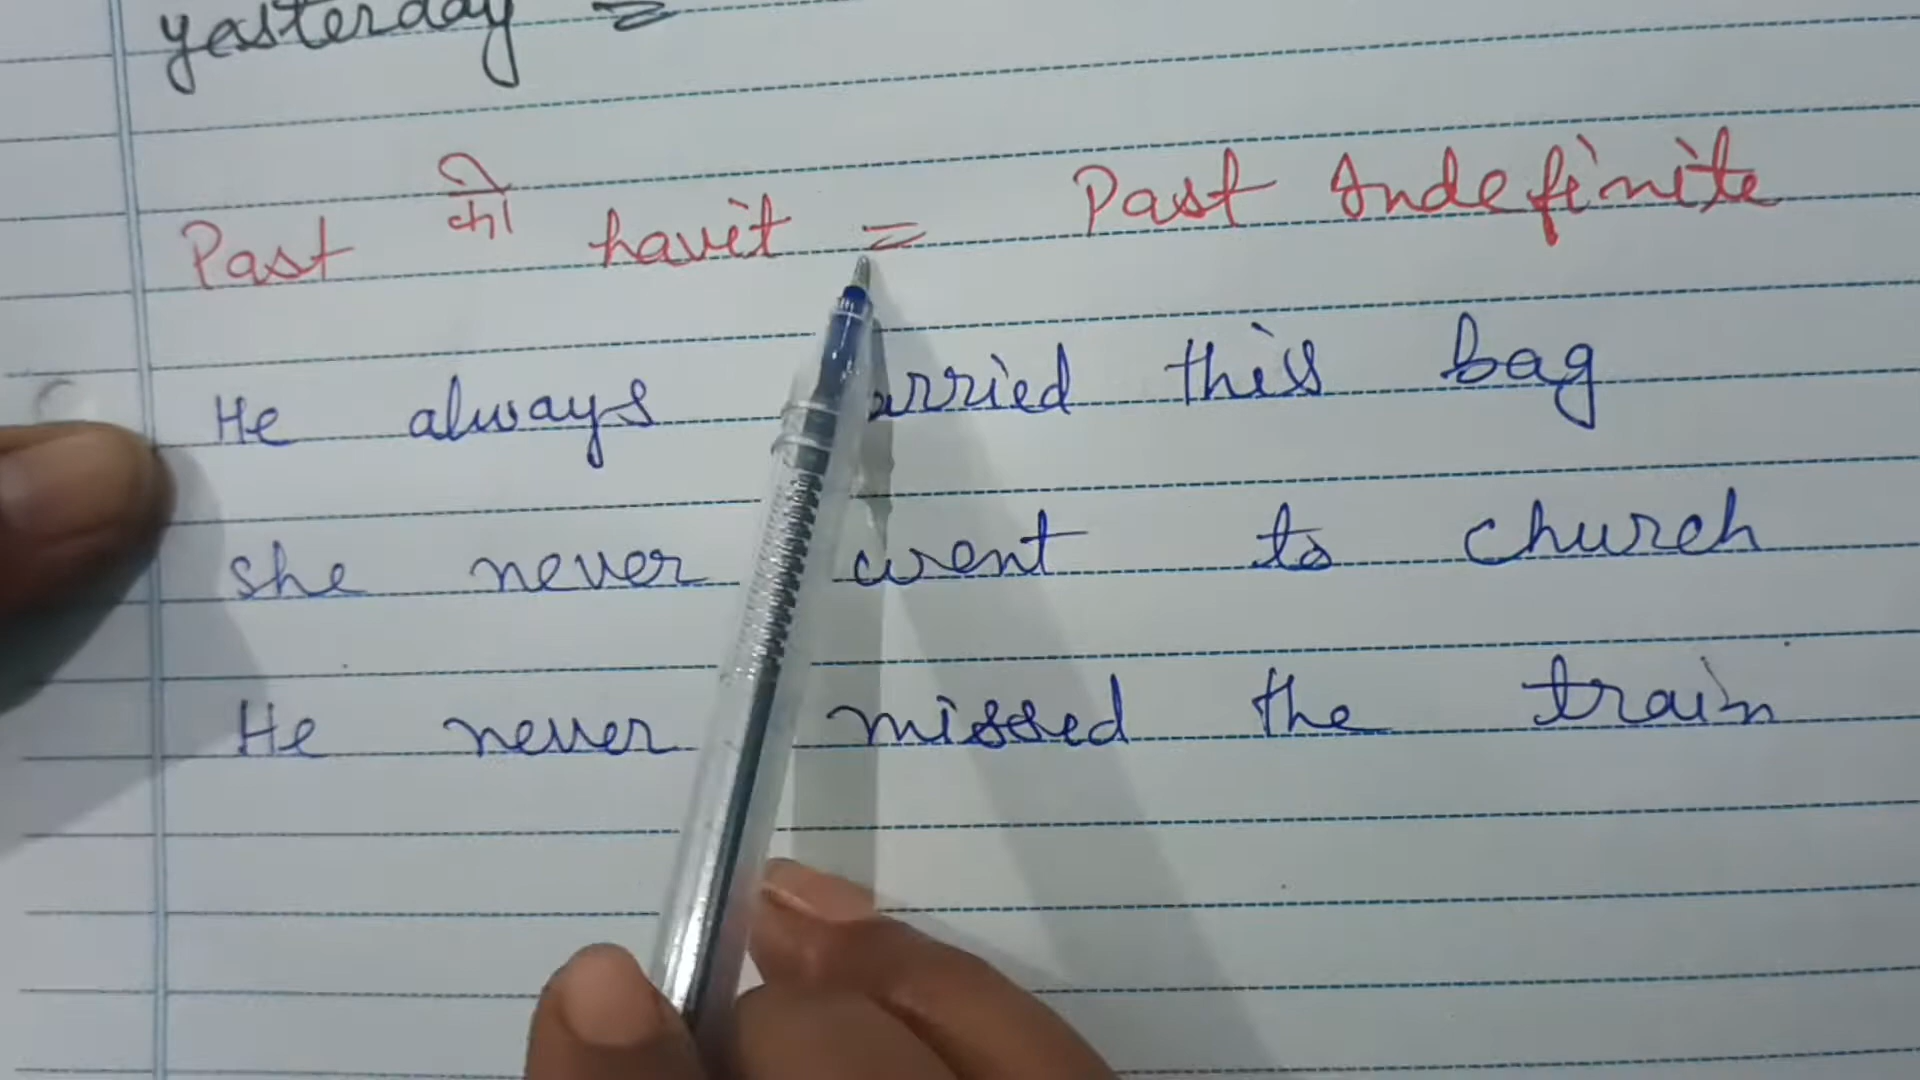 yesterday =
Past को havit = Past Indefinite
He always arried this bag
she never went to church
He never missed the train